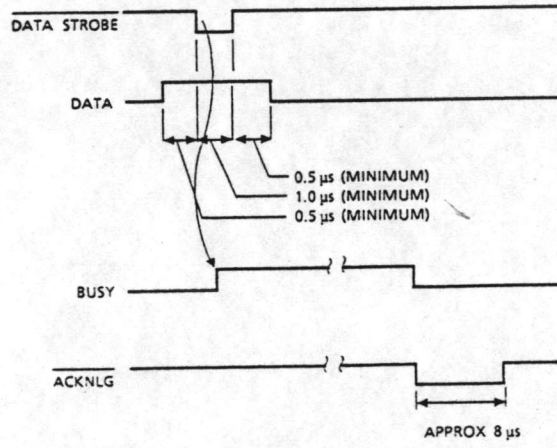 DATA STROBE
DATA
0.5 µs (MINIMUM)
1.0 µs (MINIMUM)
0.5 µs (MINIMUM)
BUSY
ACKNLG
APPROX 8 µs